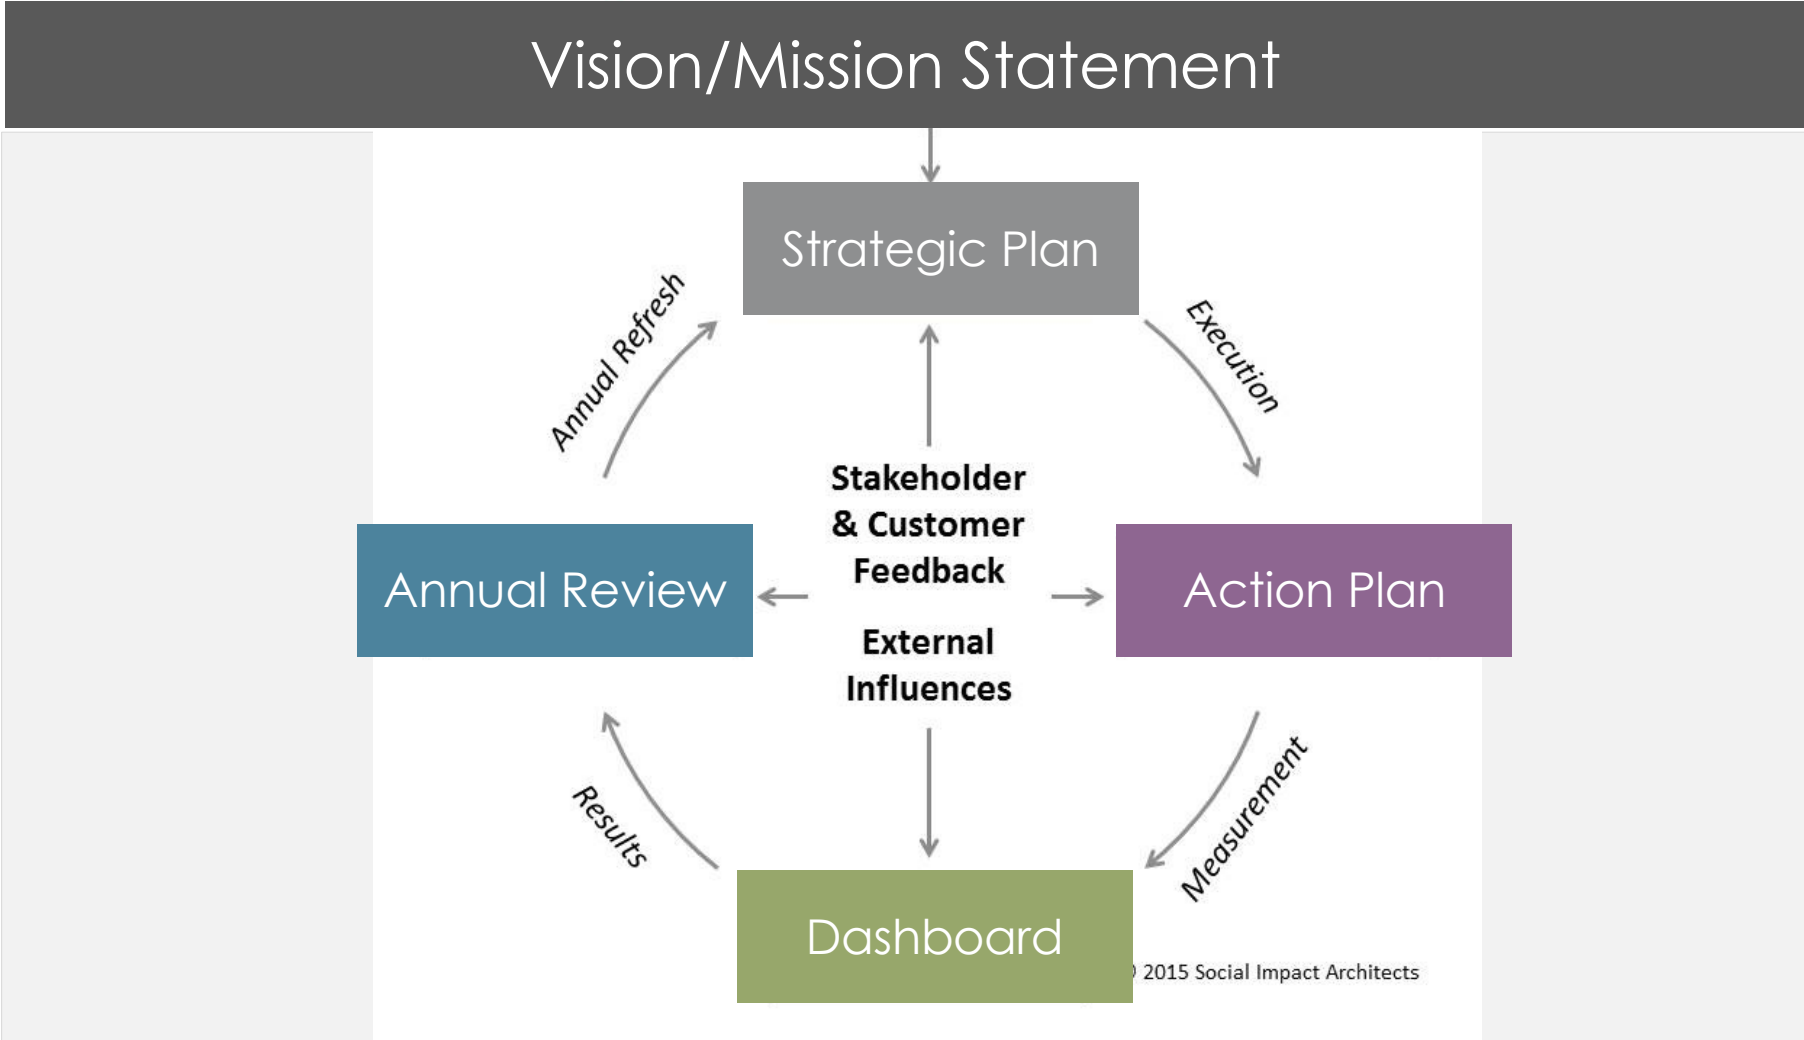 Vision/Mission Statement
Strategic Plan
Annual Refresh
Execution
Stakeholder
& Customer
Feedback
Annual Review
Action Plan
External
Influences
Results
Measurement
Dashboard
2015 Social Impact Architects